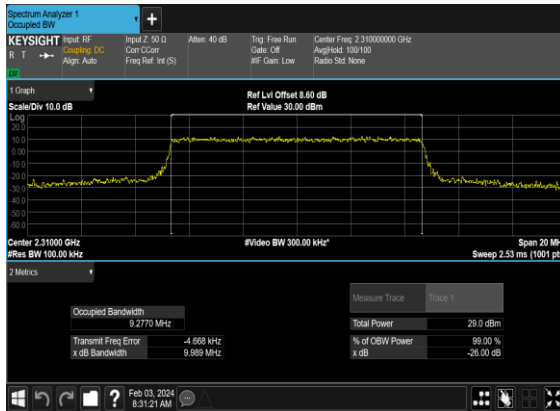 Spectrum Analyzer 1
Occupied BW
+
KEYSIGHT
R T
LXI
Input: RF
Coupling: DC
Align: Auto
Input Z: 50 Ω
Corr CCorr
Freq Ref: Int (S)
Atten: 40 dB
Trig: Free Run
Gate: Off
#IF Gain: Low
Center Freq: 2.310000000 GHz
Avg|Hold: 100/100
Radio Std: None
1 Graph
Scale/Div 10.0 dB
Ref Lvl Offset 8.60 dB
Ref Value 30.00 dBm
Log
20.0
10.0
0.00
-10.0
-20.0
-30.0
-40.0
-50.0
-60.0
Center 2.31000 GHz
#Res BW 100.00 kHz
#Video BW 300.00 kHz*
Span 20 MH
Sweep 2.53 ms (1001 pts
2 Metrics
Measure Trace Trace 1
Occupied Bandwidth
9.2770 MHz
Total Power 29.0 dBm
Transmit Freq Error -4.668 kHz
% of OBW Power 99.00 %
x dB Bandwidth 9.989 MHz
x dB -26.00 dB
?
Feb 03, 2024
8:31:21 AM